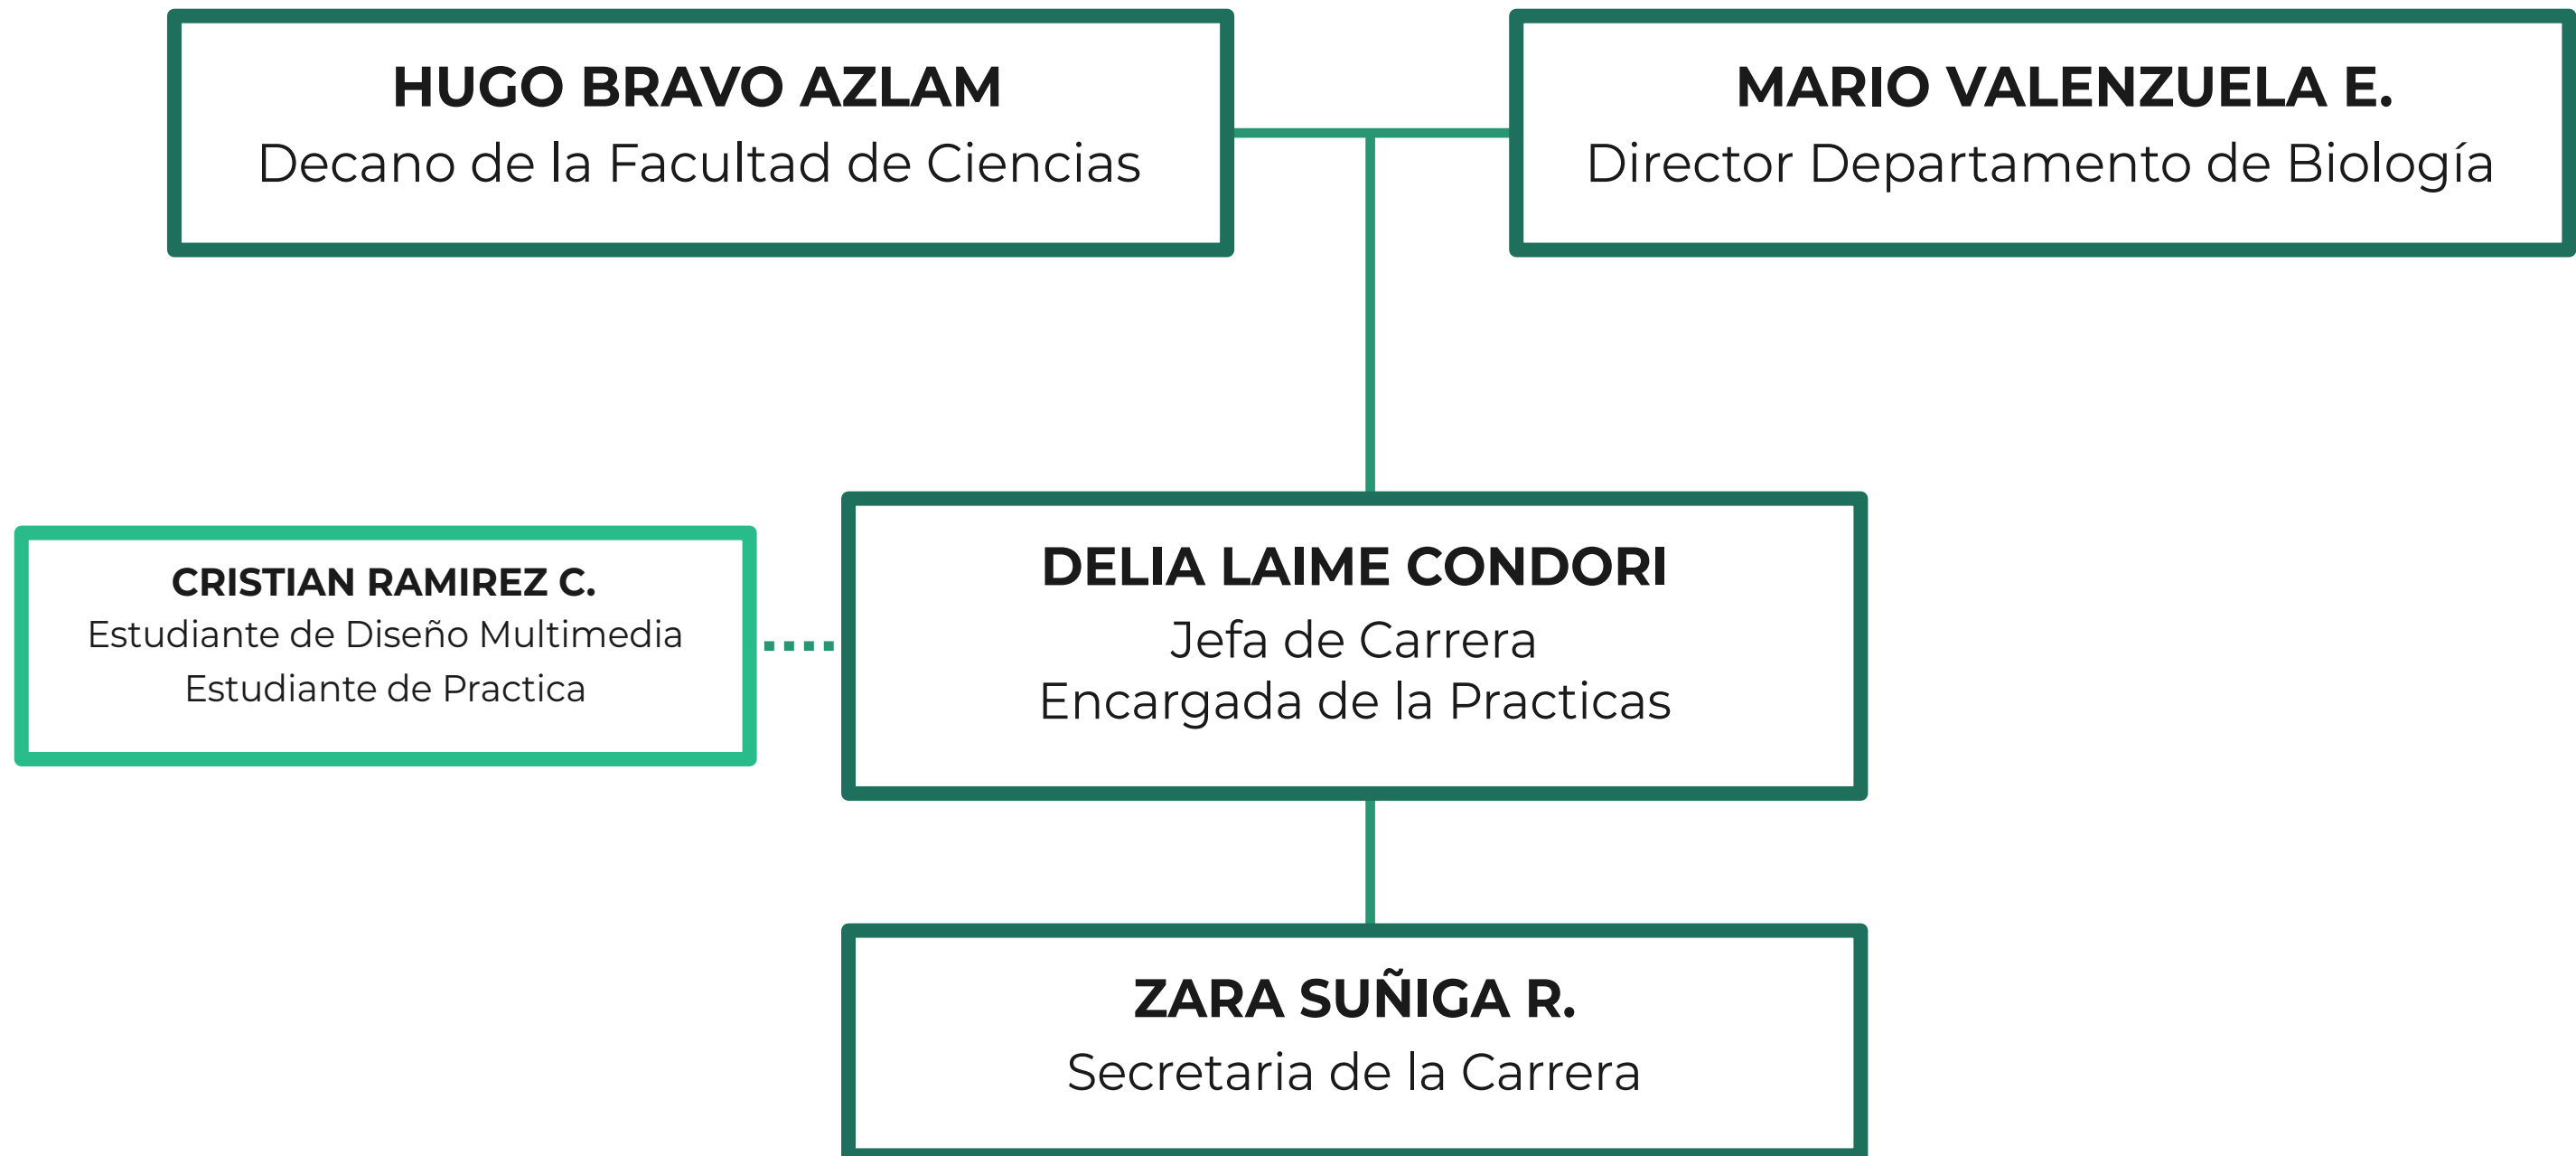 HUGO BRAVO AZLAM
Decano de la Facultad de Ciencias
MARIO VALENZUELA E.
Director Departamento de Biología
CRISTIAN RAMIREZ C.
Estudiante de Diseño Multimedia
Estudiante de Practica
DELIA LAIME CONDORI
Jefa de Carrera
Encargada de la Practicas
ZARA SUÑIGA R.
Secretaria de la Carrera